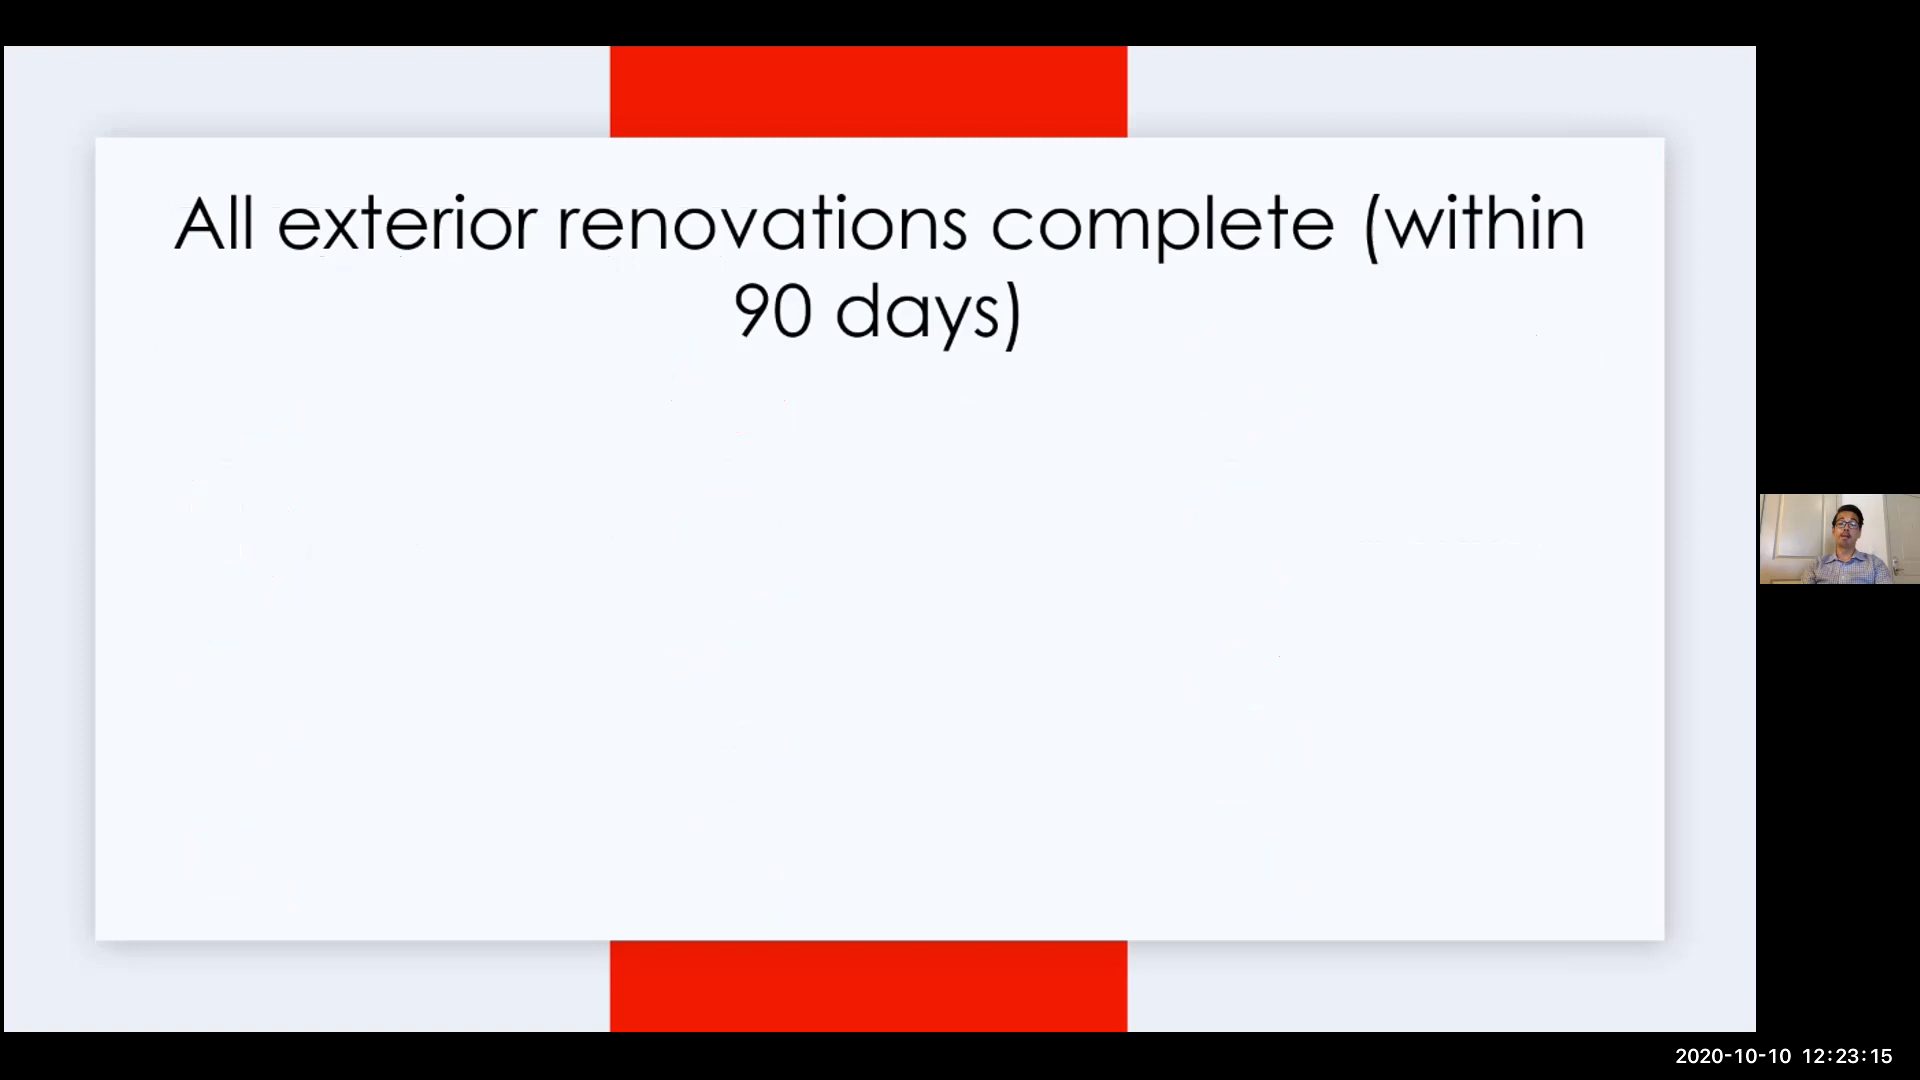 All exterior renovations complete (within
90 days)
2020-10-10 12:23:15